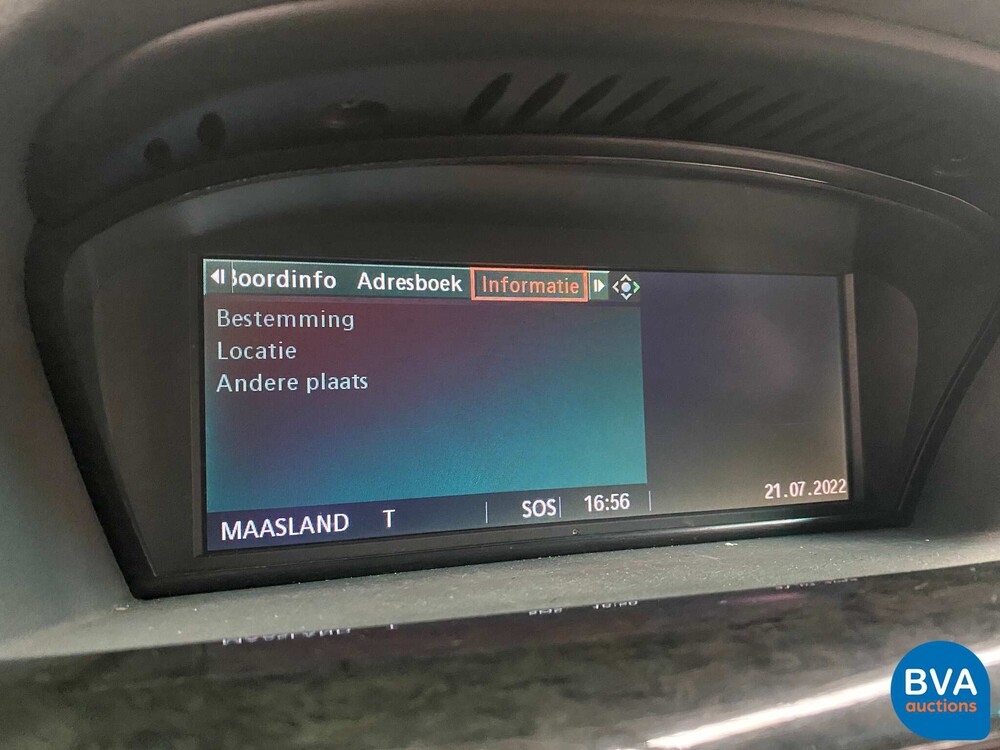 Boordinfo Adresboek Informatie
Bestemming
Locatie
Andere plaats
MAASLAND T SOS 16:56 21.07.2022
BVA
auctions